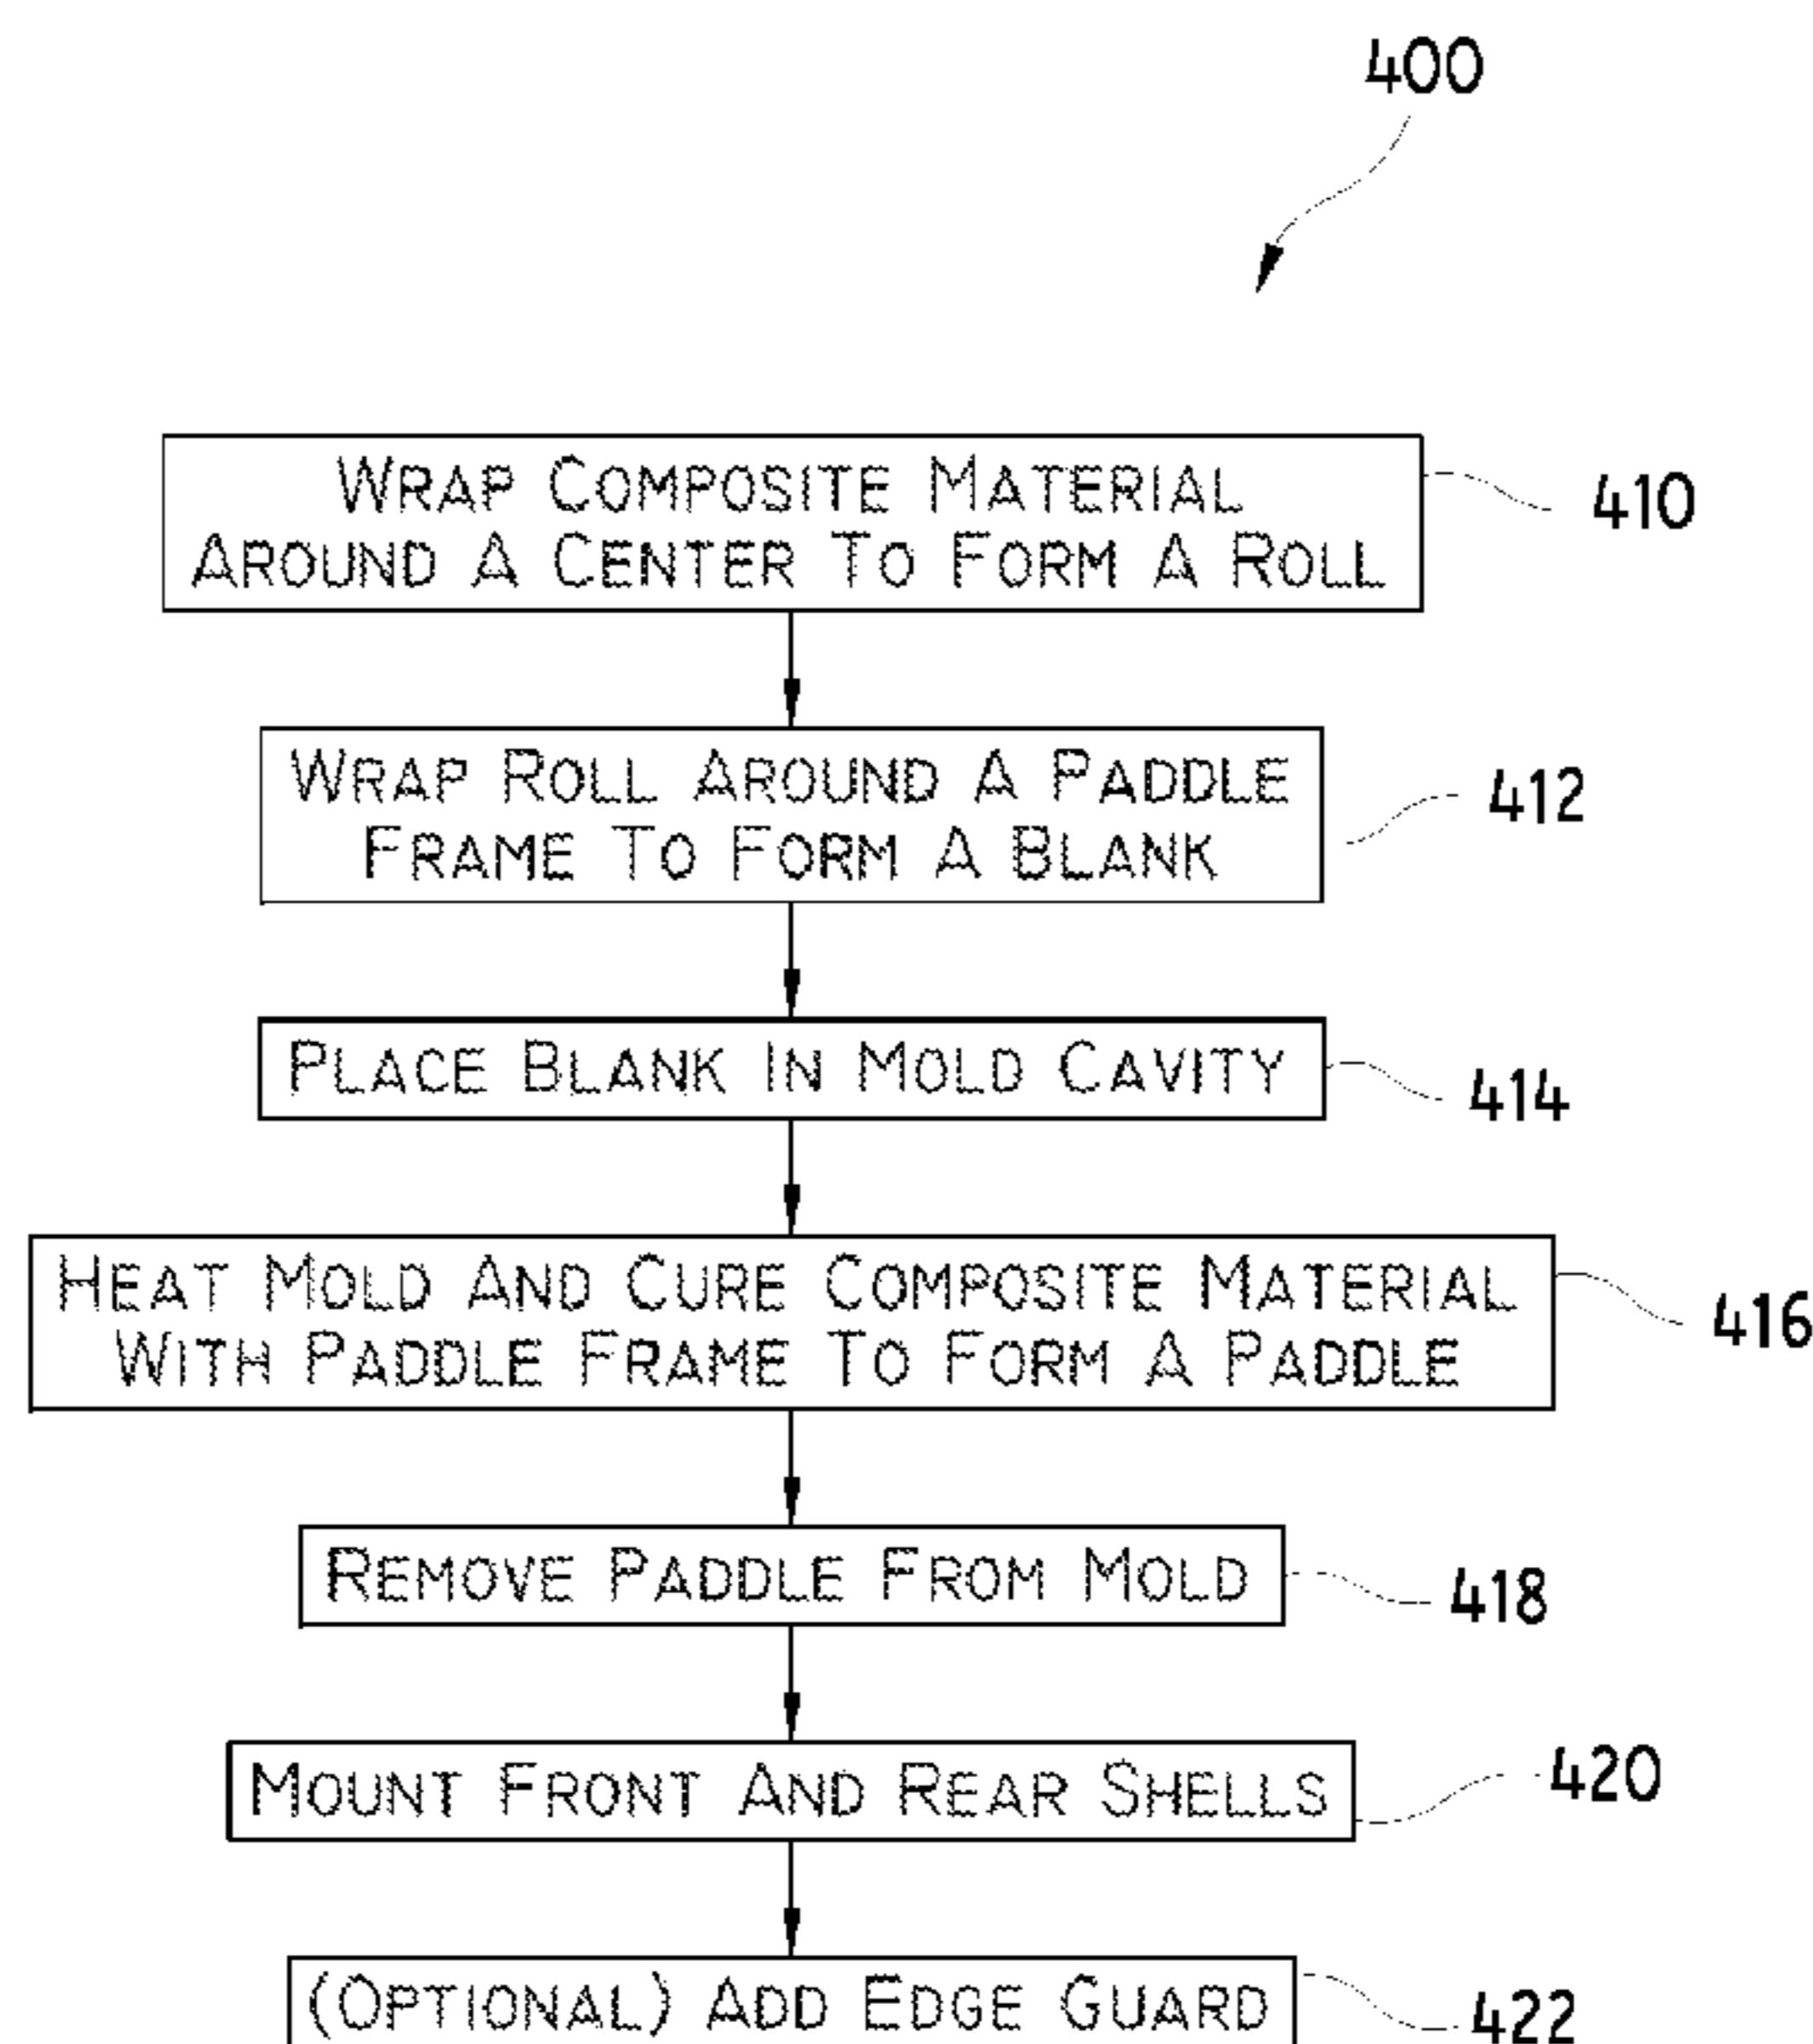 400
WRAP COMPOSITE MATERIAL
AROUND A CENTER TO FORM A ROLL
410
WRAP ROLL AROUND A PADDLE
FRAME TO FORM A BLANK
412
PLACE BLANK IN MOLD CAVITY
414
HEAT MOLD AND CURE COMPOSITE MATERIAL
WITH PADDLE FRAME TO FORM A PADDLE
416
REMOVE PADDLE FROM MOLD
418
MOUNT FRONT AND REAR SHELLS
420
(OPTIONAL) ADD EDGE GUARD
422